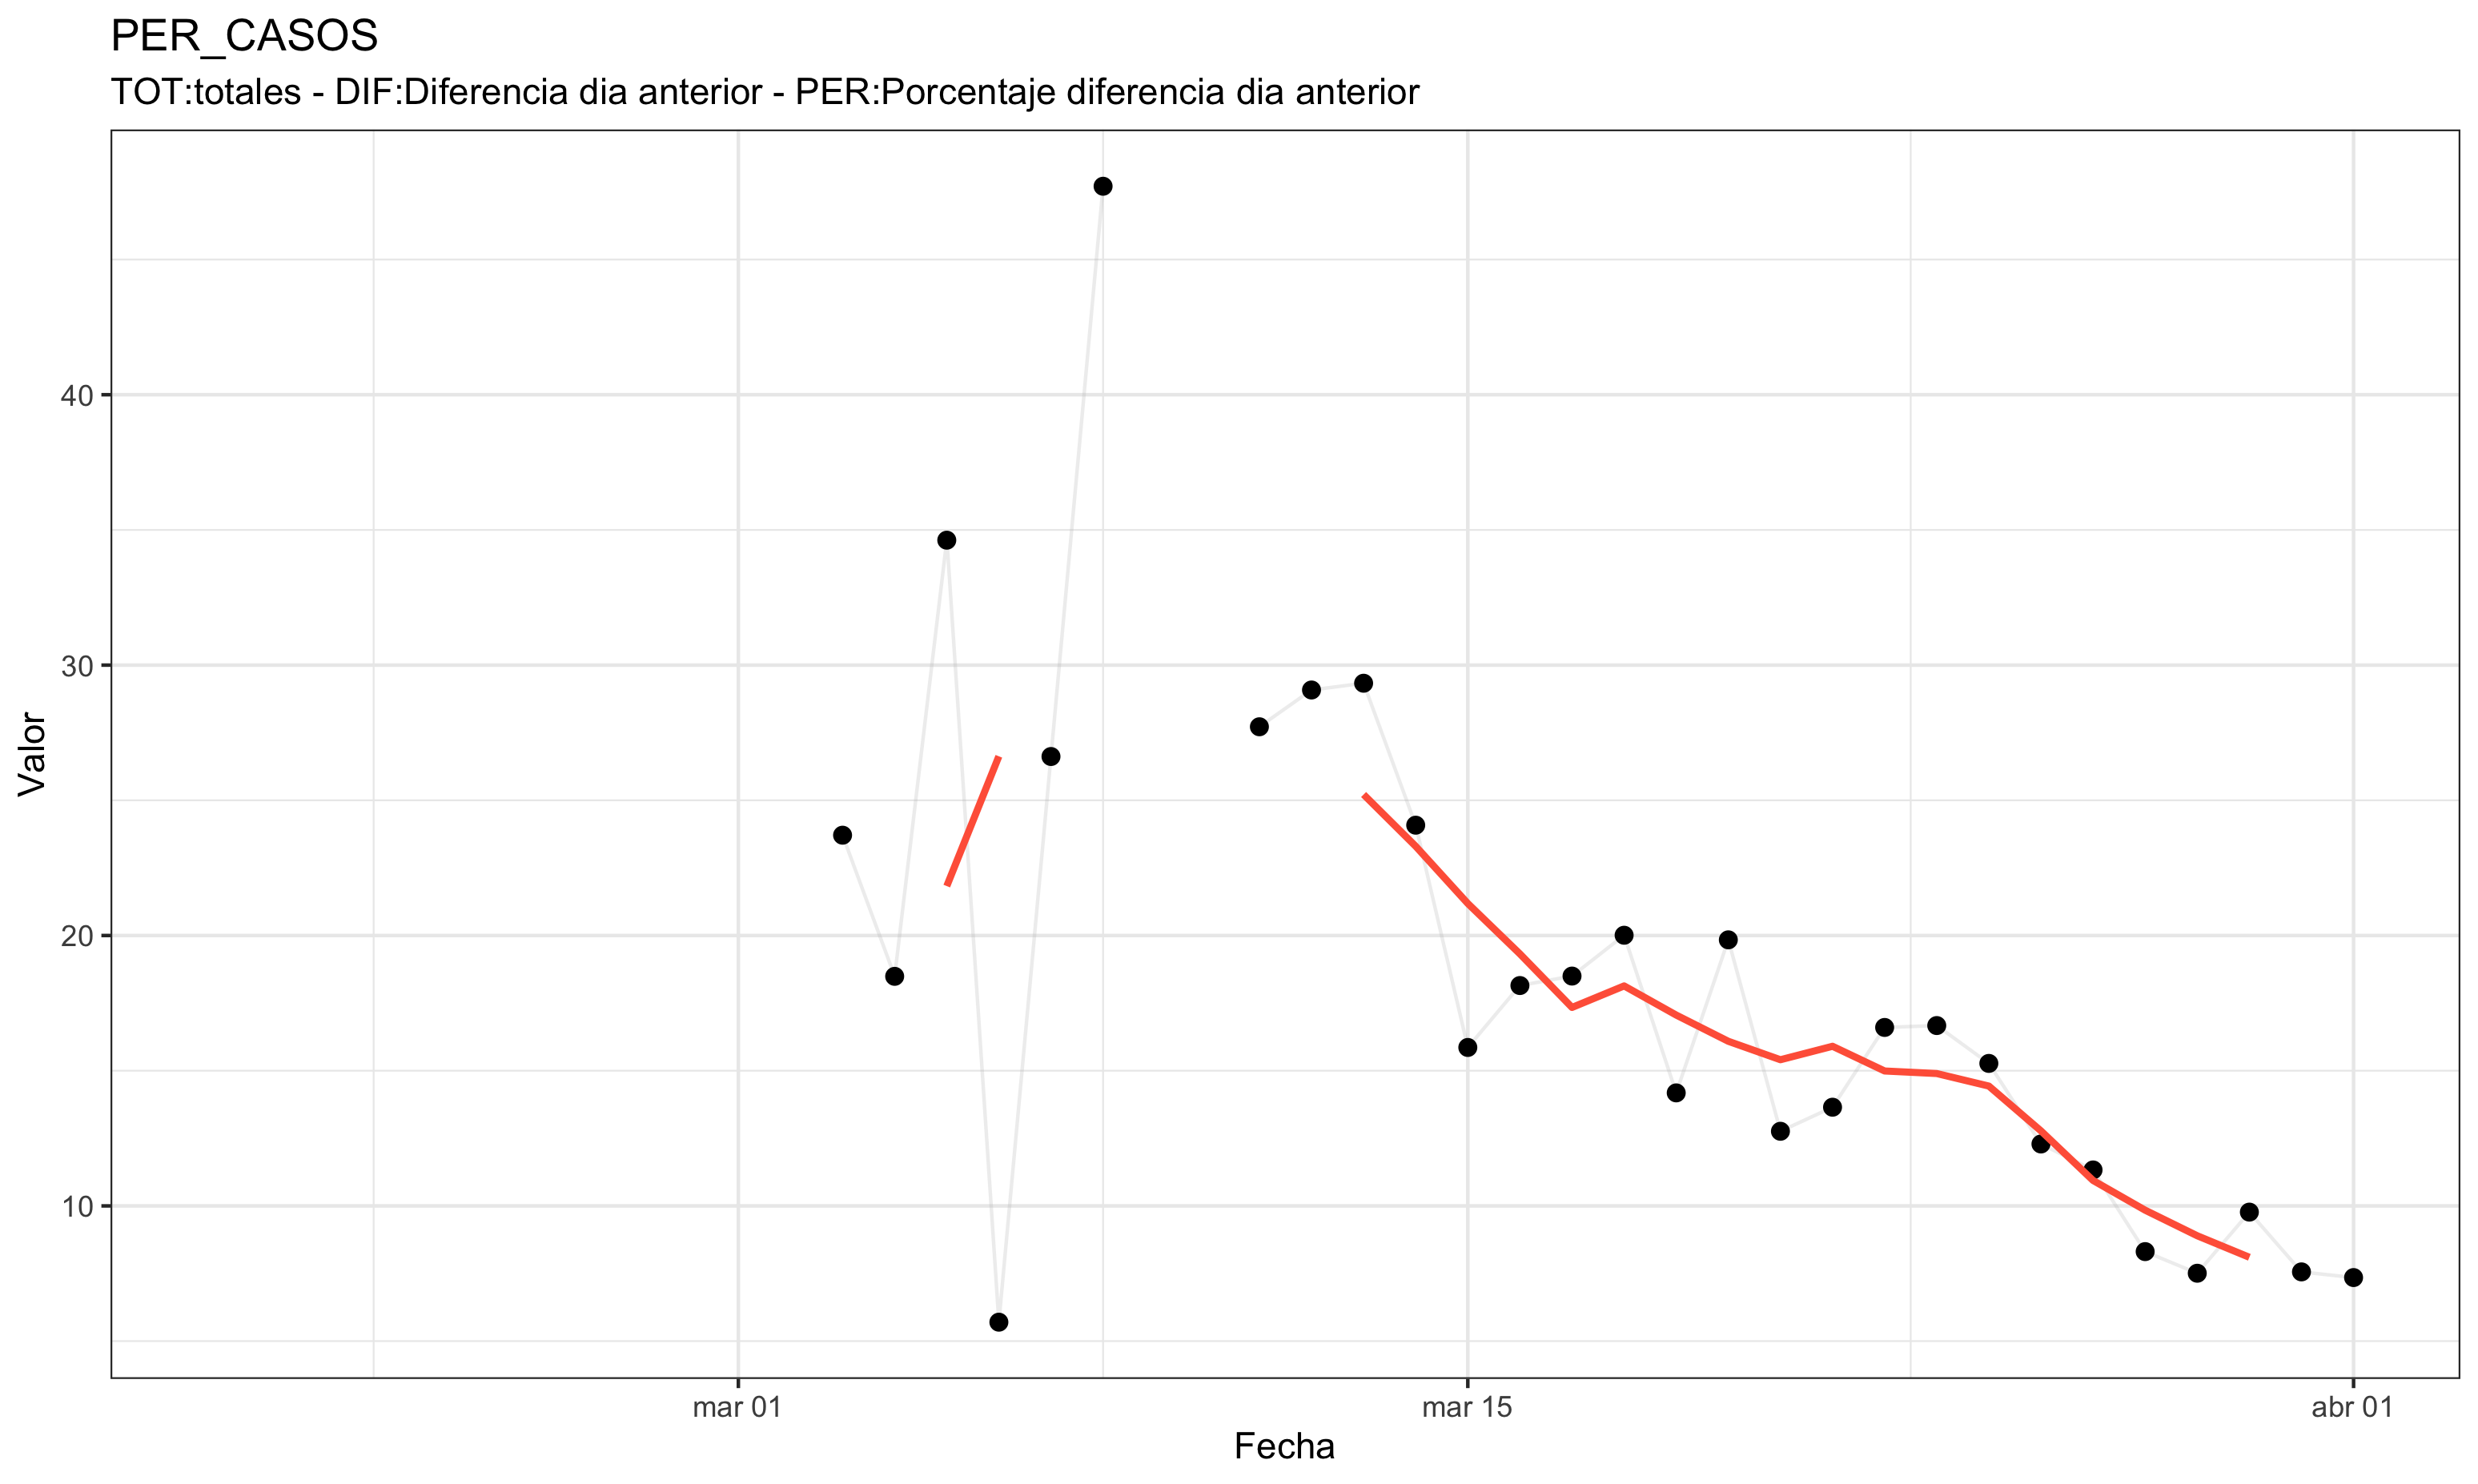 PER_CASOS
TOT:totales - DIF:Diferencia dia anterior - PER:Porcentaje diferencia dia anterior
40
30
20
10
Valor
mar 01
mar 15
abr 01
Fecha